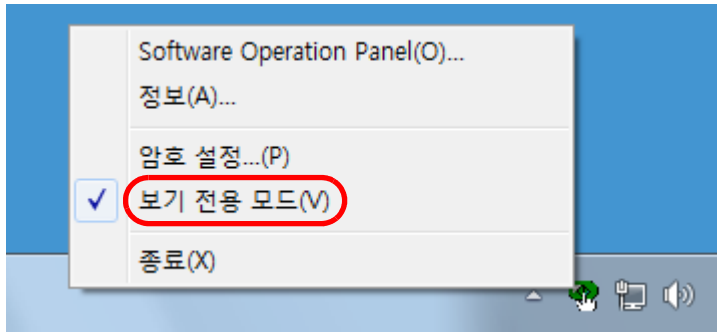 Software Operation Panel(O)...
정보(A)...
암호 설정...(P)
보기 전용 모드(V)
종료(X)